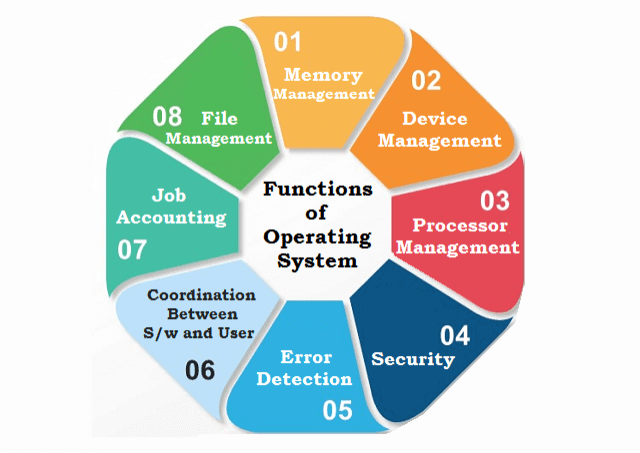 Functions
of
Operating
System
01
Memory
Management
02
Device
Management
03
Processor
Management
04
Security
Error
Detection
05
Coordination
Between
S/w and User
06
Job
Accounting
07
08 File
Management